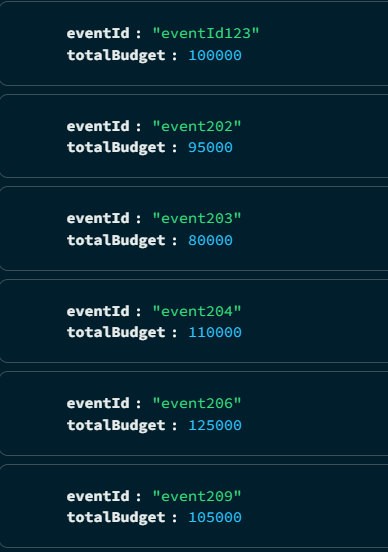 eventId : "eventId123"
totalBudget : 100000
eventId : "event202"
totalBudget : 95000
eventId : "event203"
totalBudget : 80000
eventId : "event204"
totalBudget : 110000
eventId : "event206"
totalBudget : 125000
eventId : "event209"
totalBudget : 105000